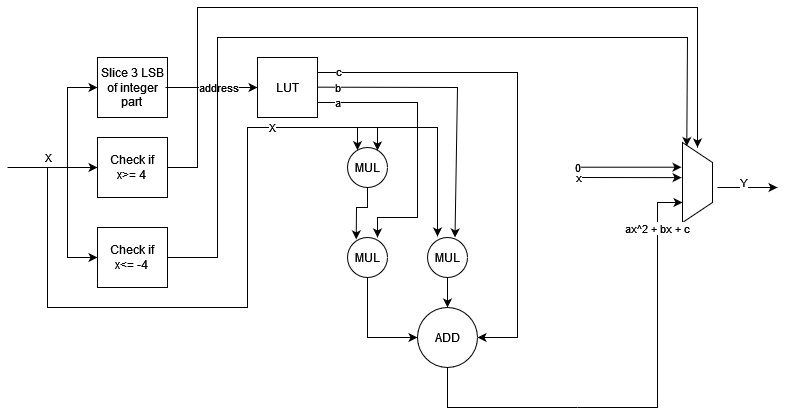 Slice 3 LSB
of integer
part
address
LUT
c
b
a
X
X
Check if
x>= 4
MUL
0
x
Y
ax^2 + bx + c
Check if
x<= -4
MUL
MUL
ADD